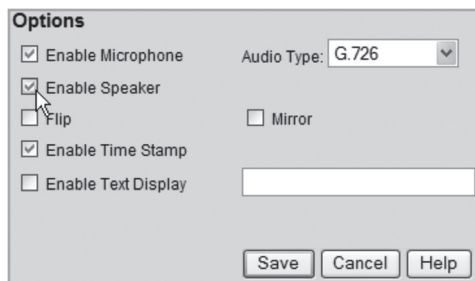 Options
Enable Microphone Audio Type: G.726
Enable Speaker
Flip Mirror
Enable Time Stamp
Enable Text Display
Save Cancel Help